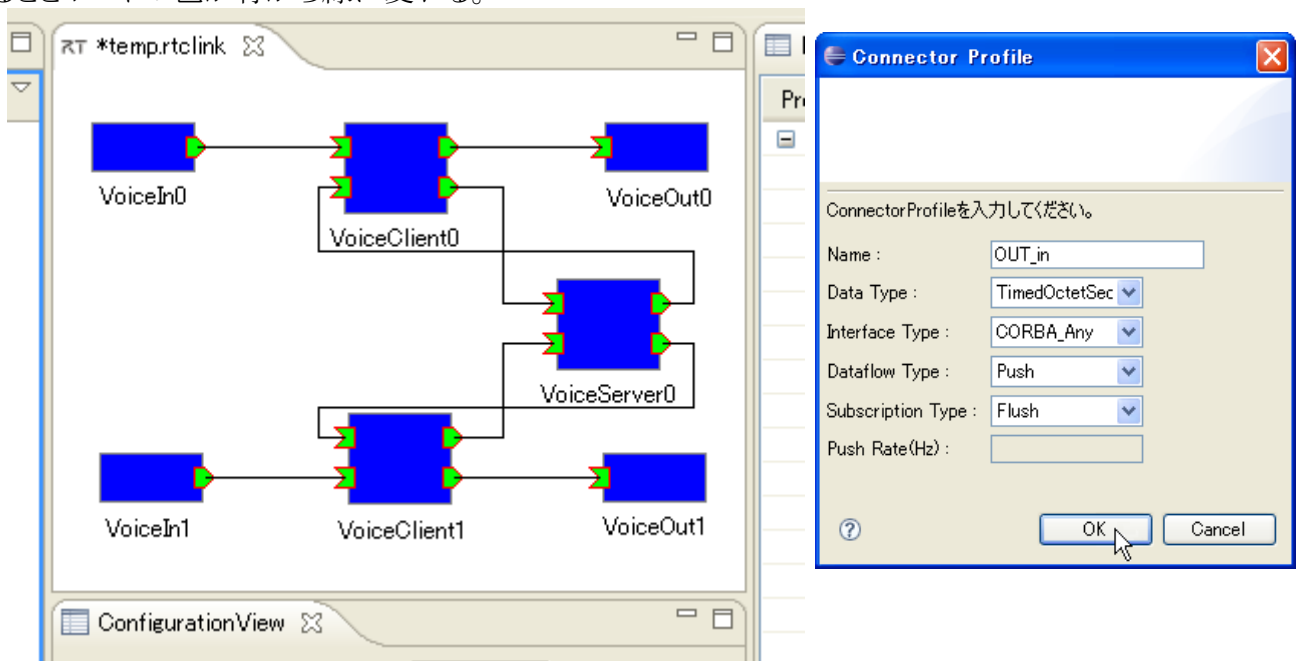 RT *temprtclink
Pr
VoiceIn0
VoiceOut0
VoiceClient0
VoiceServer0
VoiceIn1
VoiceClient1
VoiceOut1
ConfigurationView
Connector Profile
ConnectorProfileを入力してください。
Name : OUT_in
Data Type : TimedOctetSec
Interface Type : CORBA_Any
Dataflow Type : Push
Subscription Type : Flush
Push Rate(Hz) :
OK Cancel